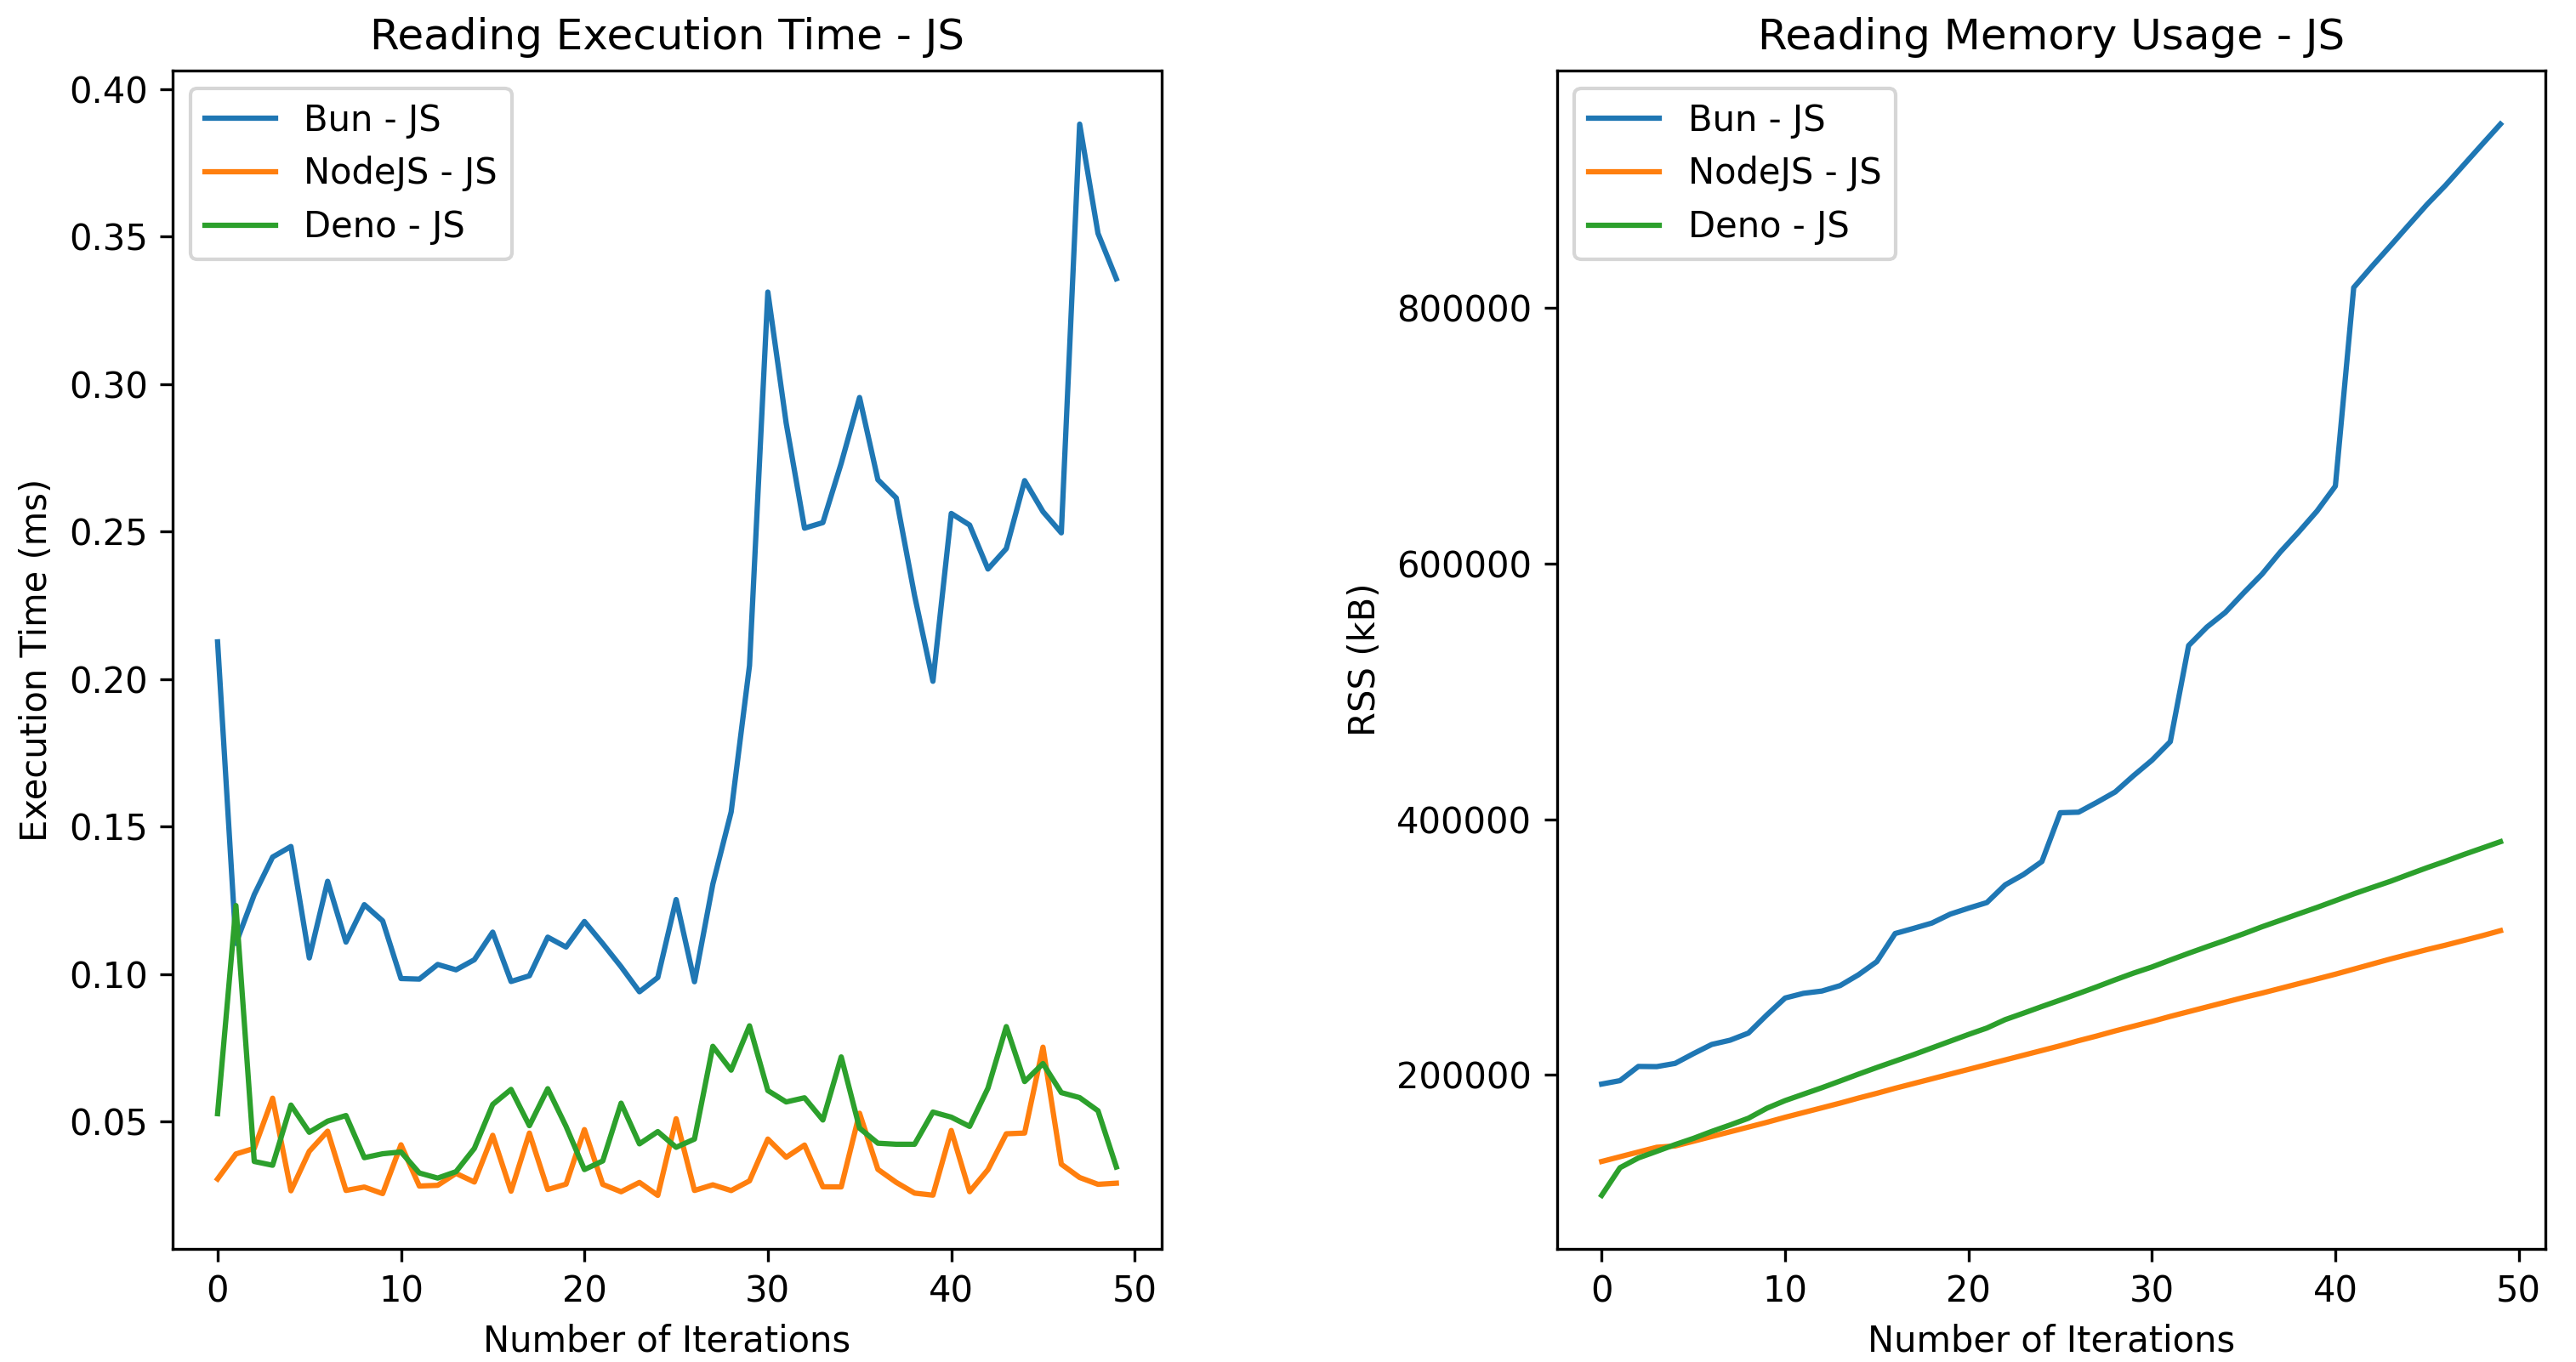 Reading Execution Time - JS
Bun - JS
NodeJS - JS
Deno - JS
Execution Time (ms)
0.40
0.35
0.30
0.25
0.20
0.15
0.10
0.05
0 10 20 30 40 50
Number of Iterations
Reading Memory Usage - JS
Bun - JS
NodeJS - JS
Deno - JS
RSS (kB)
800000
600000
400000
200000
0 10 20 30 40 50
Number of Iterations